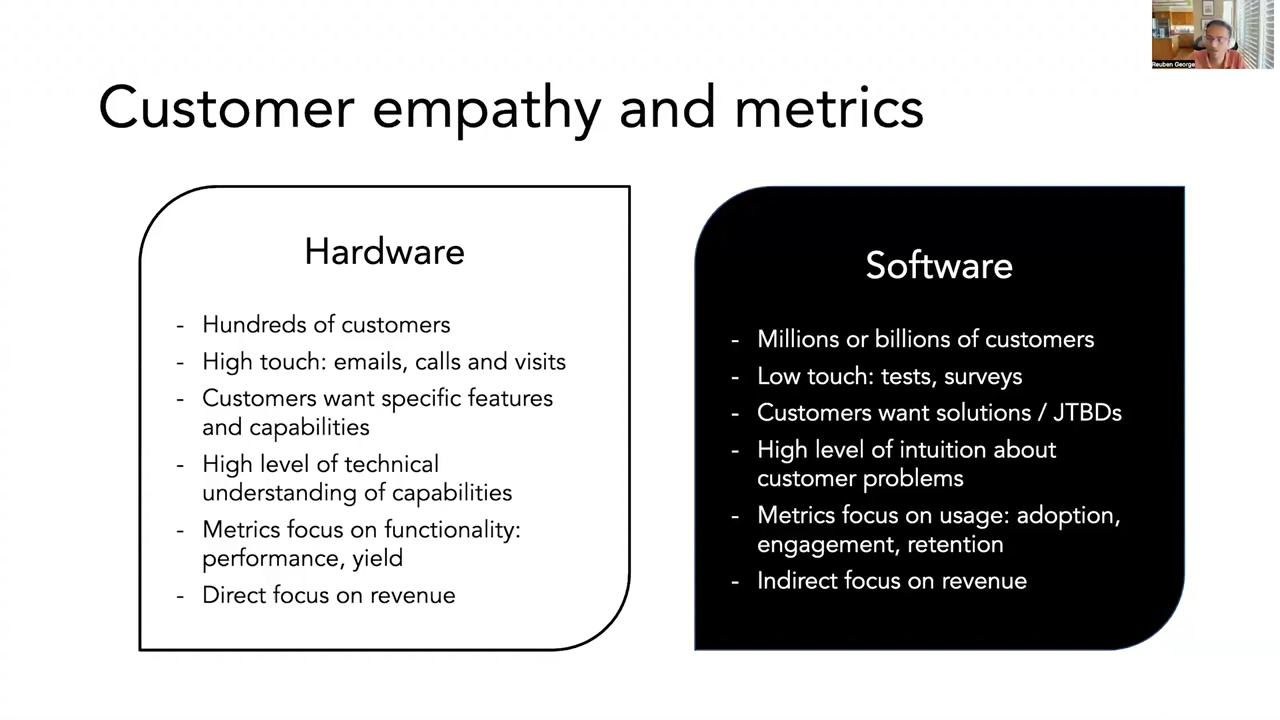 Reuben George
Customer empathy and metrics
Hardware
- Hundreds of customers
- High touch: emails, calls and visits
- Customers want specific features
and capabilities
- High level of technical
understanding of capabilities
- Metrics focus on functionality:
performance, yield
- Direct focus on revenue
Software
- Millions or billions of customers
- Low touch: tests, surveys
- Customers want solutions / JTBDs
- High level of intuition about
customer problems
- Metrics focus on usage: adoption,
engagement, retention
- Indirect focus on revenue